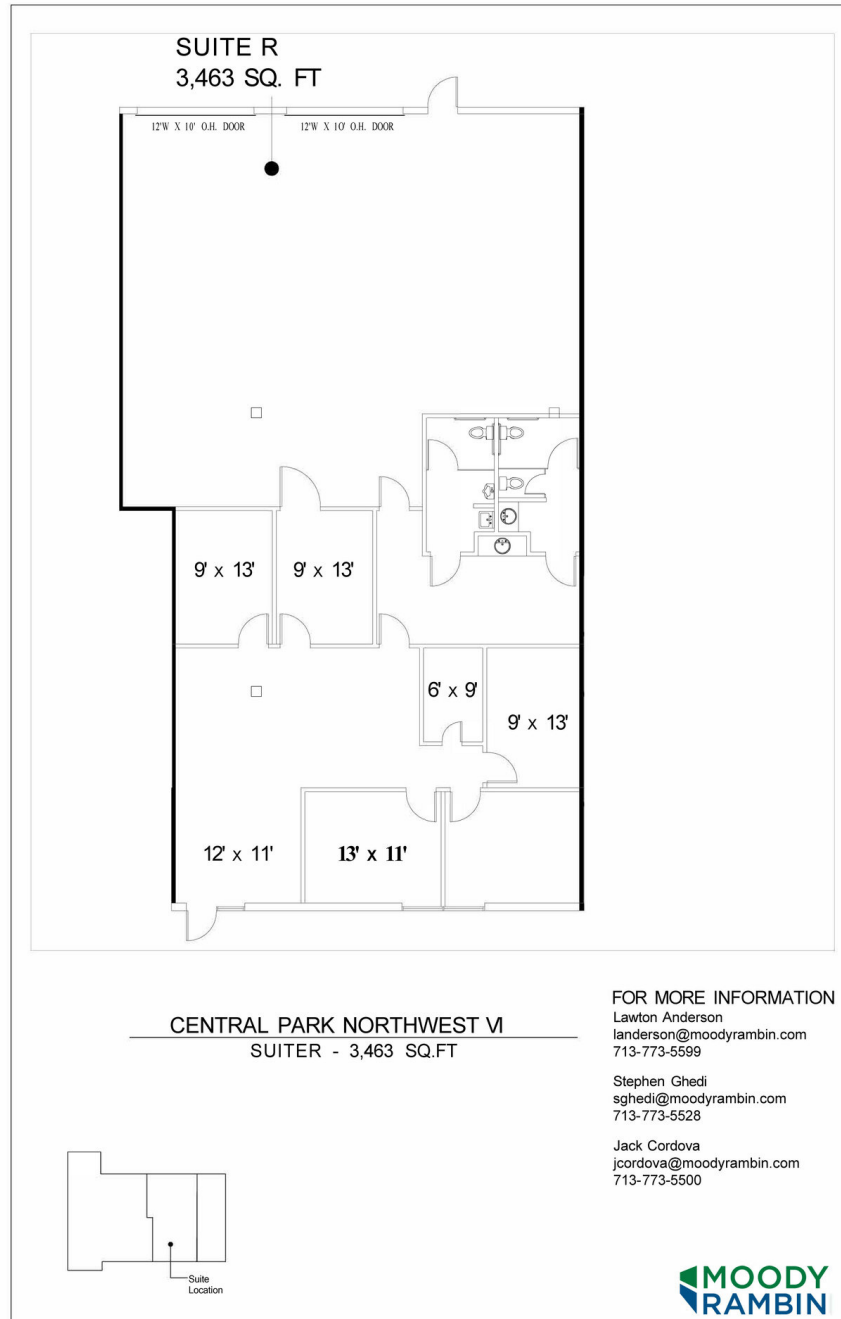 SUITE R
3,463 SQ. FT
12'W X 10' O.H. DOOR
12'W X 10' O.H. DOOR
9' x 13'
9' x 13'
6' x 9'
9' x 13'
12' x 11'
13' x 11'
CENTRAL PARK NORTHWEST VI
SUITER - 3,463 SQ.FT
FOR MORE INFORMATION
Lawton Anderson
landerson@moodyrambin.com
713-773-5599
Stephen Ghedi
sghedi@moodyrambin.com
713-773-5528
Jack Cordova
jcordova@moodyrambin.com
713-773-5500
Suite
Location
MOODY
RAMBIN